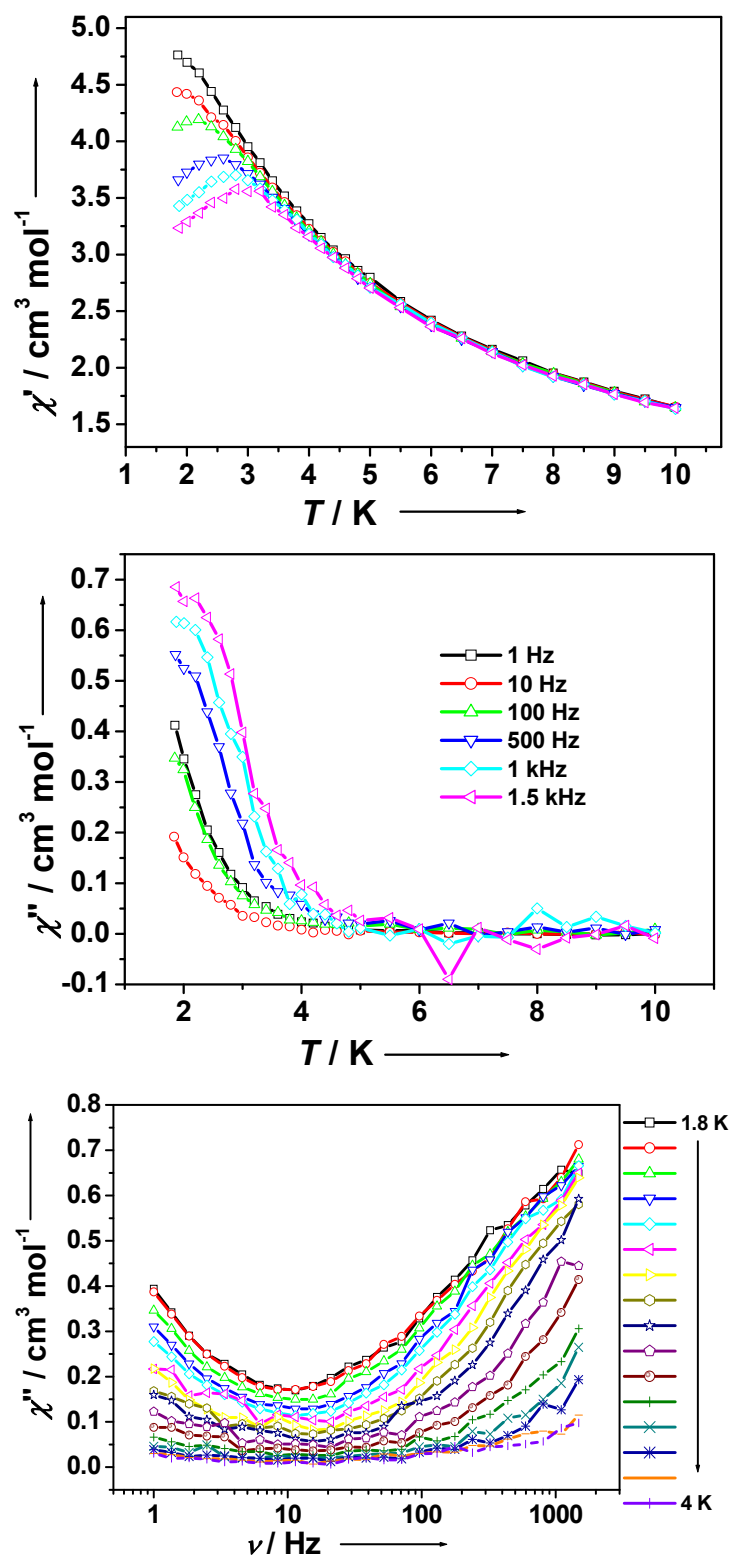 5.0
4.5
4.0
3.5
3.0
2.5
2.0
1.5
χ' / cm³ mol⁻¹
1 2 3 4 5 6 7 8 9 10
T / K
0.7
0.6
0.5
0.4
0.3
0.2
0.1
0.0
-0.1
χ'' / cm³ mol⁻¹
1 Hz
10 Hz
100 Hz
500 Hz
1 kHz
1.5 kHz
2 4 6 8 10
T / K
0.8
0.7
0.6
0.5
0.4
0.3
0.2
0.1
0.0
χ'' / cm³ mol⁻¹
1.8 K
4 K
1 10 100 1000
ν / Hz